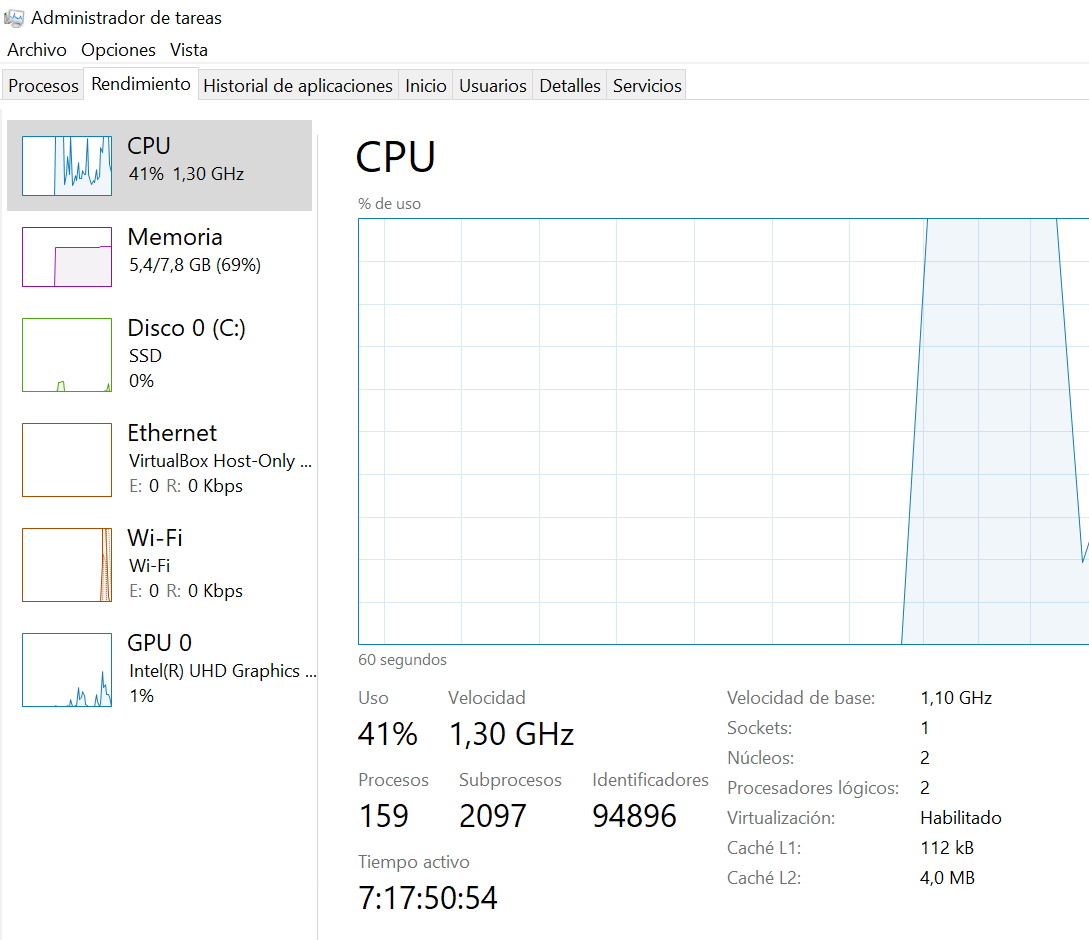 Administrador de tareas
Archivo Opciones Vista
Procesos Rendimiento Historial de aplicaciones Inicio Usuarios Detalles Servicios
CPU
41% 1,30 GHz
Memoria
5,4/7,8 GB (69%)
Disco 0 (C:)
SSD
0%
Ethernet
VirtualBox Host-Only ...
E: 0 R: 0 Kbps
Wi-Fi
Wi-Fi
E: 0 R: 0 Kbps
GPU 0
Intel(R) UHD Graphics ...
1%
CPU
% de uso
60 segundos
Uso Velocidad
41% 1,30 GHz
Procesos Subprocesos Identificadores
159 2097 94896
Tiempo activo
7:17:50:54
Velocidad de base: 1,10 GHz
Sockets: 1
Núcleos: 2
Procesadores lógicos: 2
Virtualización: Habilitado
Caché L1: 112 kB
Caché L2: 4,0 MB